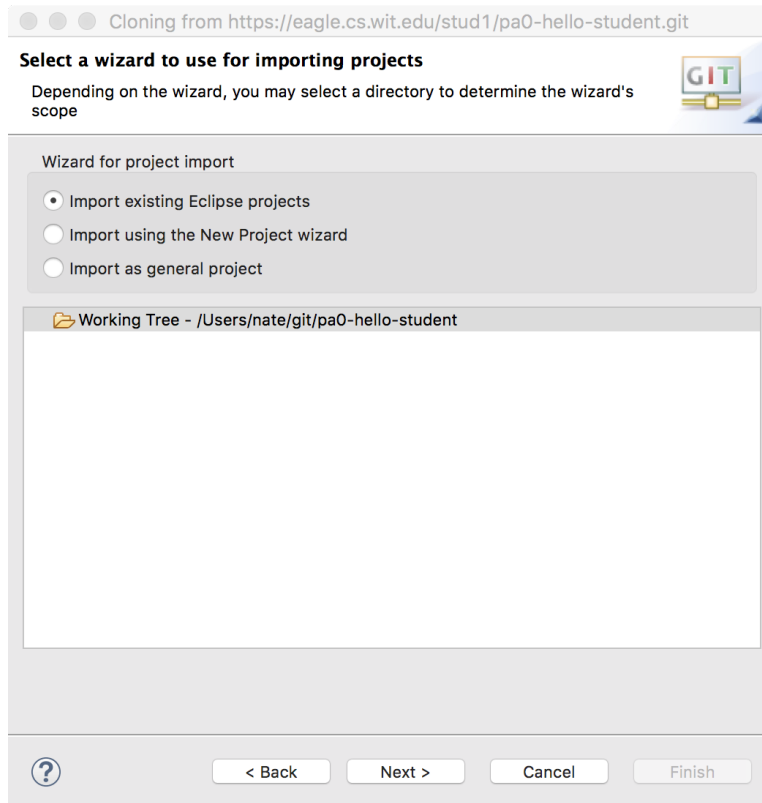 Cloning from https://eagle.cs.wit.edu/stud1/pa0-hello-student.git
Select a wizard to use for importing projects
Depending on the wizard, you may select a directory to determine the wizard's
scope
GIT
Wizard for project import
Import existing Eclipse projects
Import using the New Project wizard
Import as general project
Working Tree - /Users/nate/git/pa0-hello-student
?
< Back
Next >
Cancel
Finish